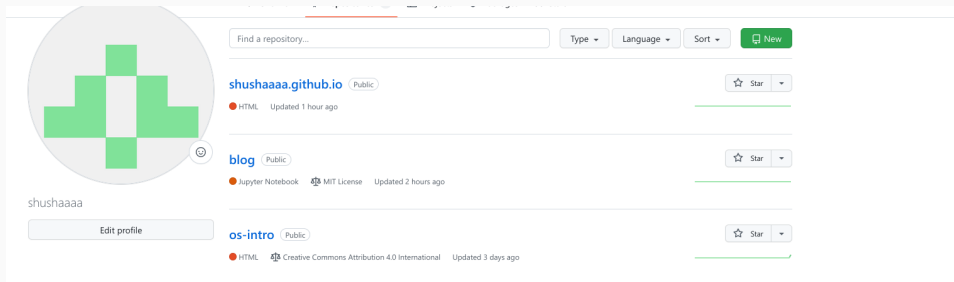 Find a repository...
Type
Language
Sort
New
shushaaaa.github.io Public
Star
HTML Updated 1 hour ago
blog Public
Star
Jupyter Notebook MIT License Updated 2 hours ago
shushaaaa
Edit profile
os-intro Public
Star
HTML Creative Commons Attribution 4.0 International Updated 3 days ago